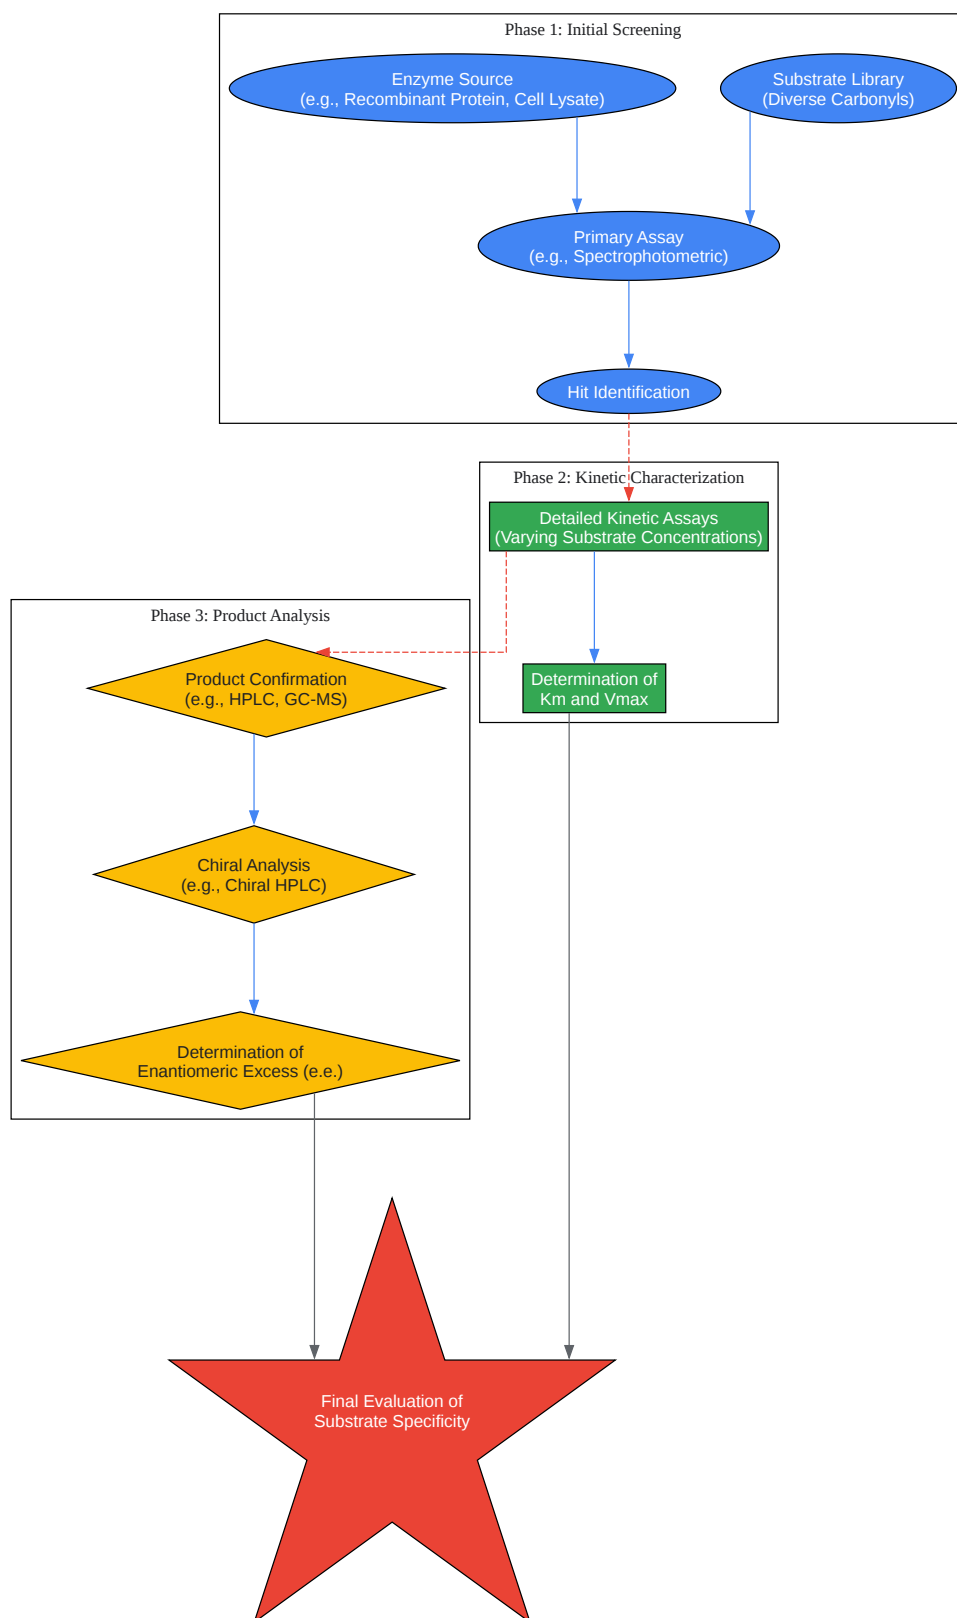 Phase 1: Initial Screening
Enzyme Source
(e.g., Recombinant Protein, Cell Lysate)
Substrate Library
(Diverse Carbonyls)
Primary Assay
(e.g., Spectrophotometric)
Hit Identification
Phase 2: Kinetic Characterization
Detailed Kinetic Assays
(Varying Substrate Concentrations)
Determination of
Km and Vmax
Phase 3: Product Analysis
Product Confirmation
(e.g., HPLC, GC-MS)
Chiral Analysis
(e.g., Chiral HPLC)
Determination of
Enantiomeric Excess (e.e.)
Final Evaluation of
Substrate Specificity